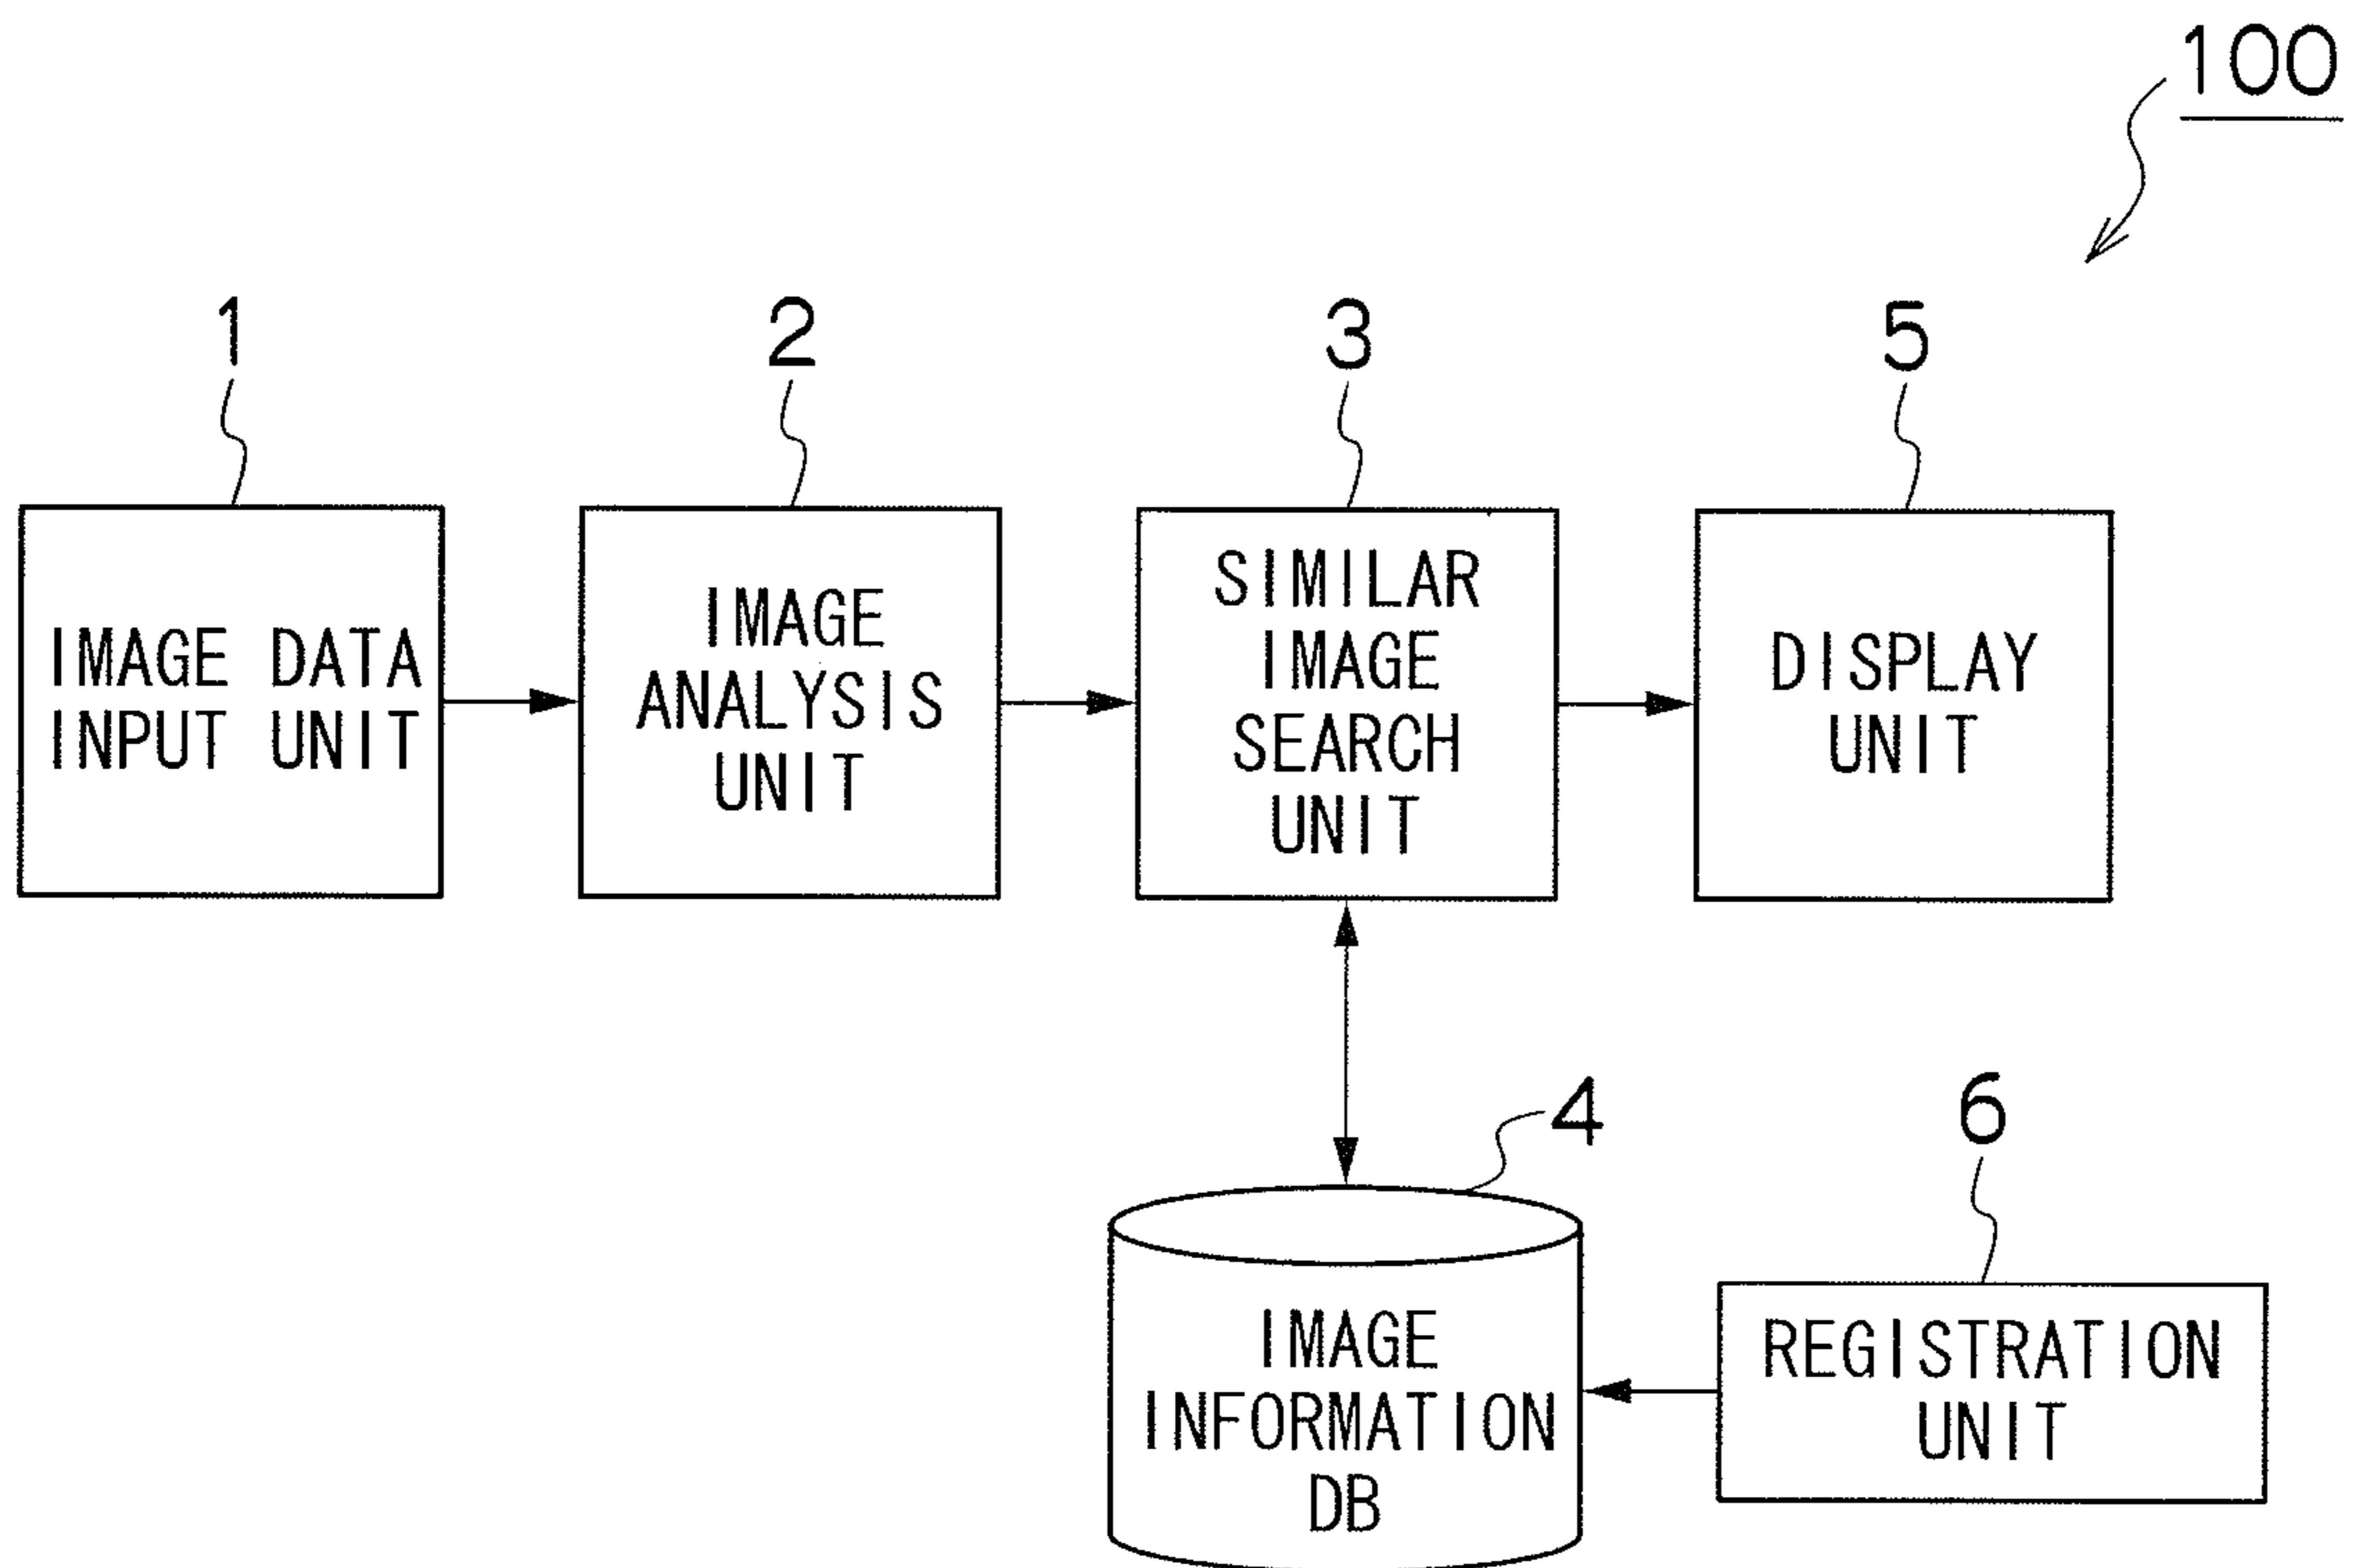 100
1
2
3
5
IMAGE DATA
INPUT UNIT
IMAGE
ANALYSIS
UNIT
SIMILAR
IMAGE
SEARCH
UNIT
DISPLAY
UNIT
4
6
IMAGE
INFORMATION
DB
REGISTRATION
UNIT